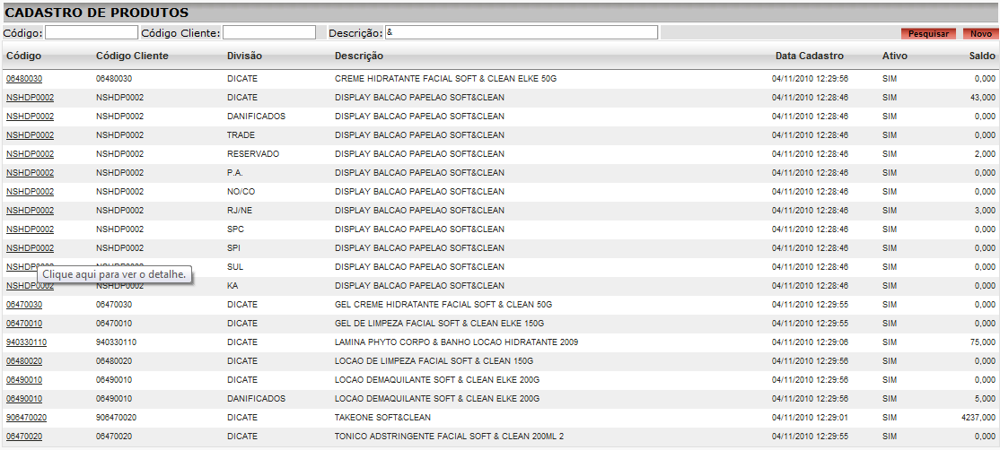 CADASTRO DE PRODUTOS
Código: Código Cliente: Descrição: & Pesquisar Novo
Código Código Cliente Divisão Descrição Data Cadastro Ativo Saldo
06480030 06480030 DICATE CREME HIDRATANTE FACIAL SOFT & CLEAN ELKE 50G 04/11/2010 12:29:56 SIM 0,000
NSHDP0002 NSHDP0002 DICATE DISPLAY BALCAO PAPELAO SOFT&CLEAN 04/11/2010 12:28:46 SIM 43,000
NSHDP0002 NSHDP0002 DANIFICADOS DISPLAY BALCAO PAPELAO SOFT&CLEAN 04/11/2010 12:28:46 SIM 0,000
NSHDP0002 NSHDP0002 TRADE DISPLAY BALCAO PAPELAO SOFT&CLEAN 04/11/2010 12:28:46 SIM 0,000
NSHDP0002 NSHDP0002 RESERVADO DISPLAY BALCAO PAPELAO SOFT&CLEAN 04/11/2010 12:28:46 SIM 2,000
NSHDP0002 NSHDP0002 P.A. DISPLAY BALCAO PAPELAO SOFT&CLEAN 04/11/2010 12:28:46 SIM 0,000
NSHDP0002 NSHDP0002 NO/CO DISPLAY BALCAO PAPELAO SOFT&CLEAN 04/11/2010 12:28:46 SIM 0,000
NSHDP0002 NSHDP0002 RJ/NE DISPLAY BALCAO PAPELAO SOFT&CLEAN 04/11/2010 12:28:46 SIM 3,000
NSHDP0002 NSHDP0002 SPC DISPLAY BALCAO PAPELAO SOFT&CLEAN 04/11/2010 12:28:46 SIM 0,000
NSHDP0002 NSHDP0002 SPI DISPLAY BALCAO PAPELAO SOFT&CLEAN 04/11/2010 12:28:46 SIM 0,000
NSHDP0002 NSHDP0002 SUL DISPLAY BALCAO PAPELAO SOFT&CLEAN 04/11/2010 12:28:46 SIM 0,000
Clique aqui para ver o detalhe.
NSHDP0002 NSHDP0002 KA DISPLAY BALCAO PAPELAO SOFT&CLEAN 04/11/2010 12:28:46 SIM 0,000
06470030 06470030 DICATE GEL CREME HIDRATANTE FACIAL SOFT & CLEAN 50G 04/11/2010 12:29:55 SIM 0,000
06470010 06470010 DICATE GEL DE LIMPEZA FACIAL SOFT & CLEAN ELKE 150G 04/11/2010 12:29:55 SIM 0,000
940330110 940330110 DICATE LAMINA PHYTO CORPO & BANHO LOCAO HIDRATANTE 2009 04/11/2010 12:29:06 SIM 75,000
06480020 06480020 DICATE LOCAO DE LIMPEZA FACIAL SOFT & CLEAN 150G 04/11/2010 12:29:56 SIM 0,000
06490010 06490010 DICATE LOCAO DEMAQUILANTE SOFT & CLEAN ELKE 200G 04/11/2010 12:29:56 SIM 0,000
06490010 06490010 DANIFICADOS LOCAO DEMAQUILANTE SOFT & CLEAN ELKE 200G 04/11/2010 12:29:56 SIM 5,000
906470020 906470020 DICATE TAKEONE SOFT&CLEAN 04/11/2010 12:29:01 SIM 4237,000
06470020 06470020 DICATE TONICO ADSTRINGENTE FACIAL SOFT & CLEAN 200ML 2 04/11/2010 12:29:55 SIM 0,000